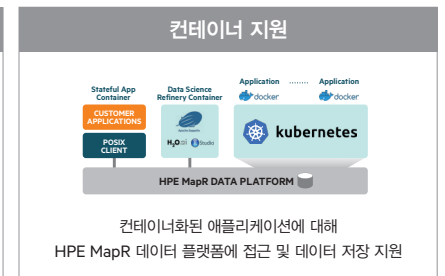 컨테이너 지원
Stateful App
Container
Data Science
Refinery Container
Application ........ Application
docker
docker
CUSTOMER
APPLICATIONS
POSIX
CLIENT
H₂O.ai
R Studio
kubernetes
HPE MapR DATA PLATFORM
컨테이너화된 애플리케이션에 대해
HPE MapR 데이터 플랫폼에 접근 및 데이터 저장 지원